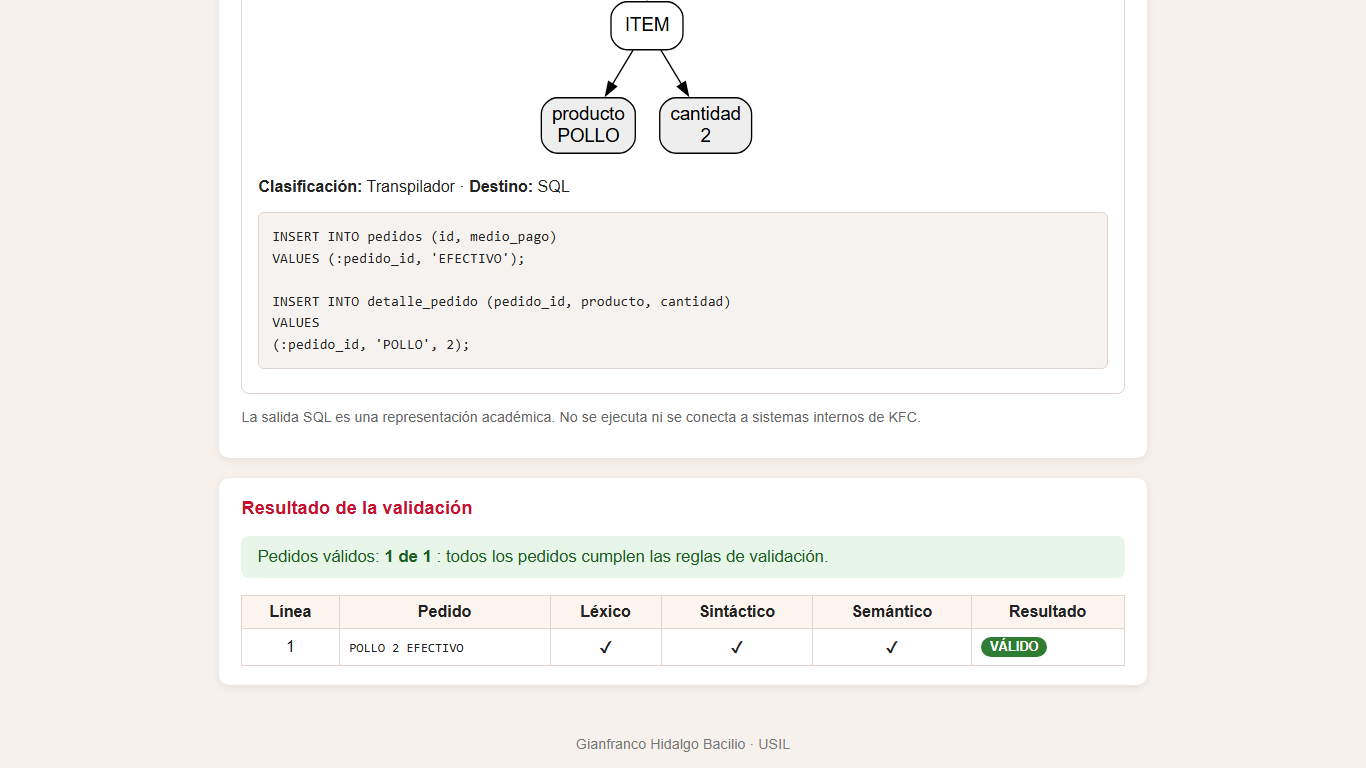 ITEM
producto
POLLO
cantidad
2
Clasificación: Transpilador · Destino: SQL
INSERT INTO pedidos (id, medio_pago)
VALUES (:pedido_id, 'EFECTIVO');
INSERT INTO detalle_pedido (pedido_id, producto, cantidad)
VALUES
(:pedido_id, 'POLLO', 2);
La salida SQL es una representación académica. No se ejecuta ni se conecta a sistemas internos de KFC.
Resultado de la validación
Pedidos válidos: 1 de 1 : todos los pedidos cumplen las reglas de validación.
Línea Pedido Léxico Sintáctico Semántico Resultado
1 POLLO 2 EFECTIVO ✓ ✓ ✓ VÁLIDO
Gianfranco Hidalgo Bacilio · USIL